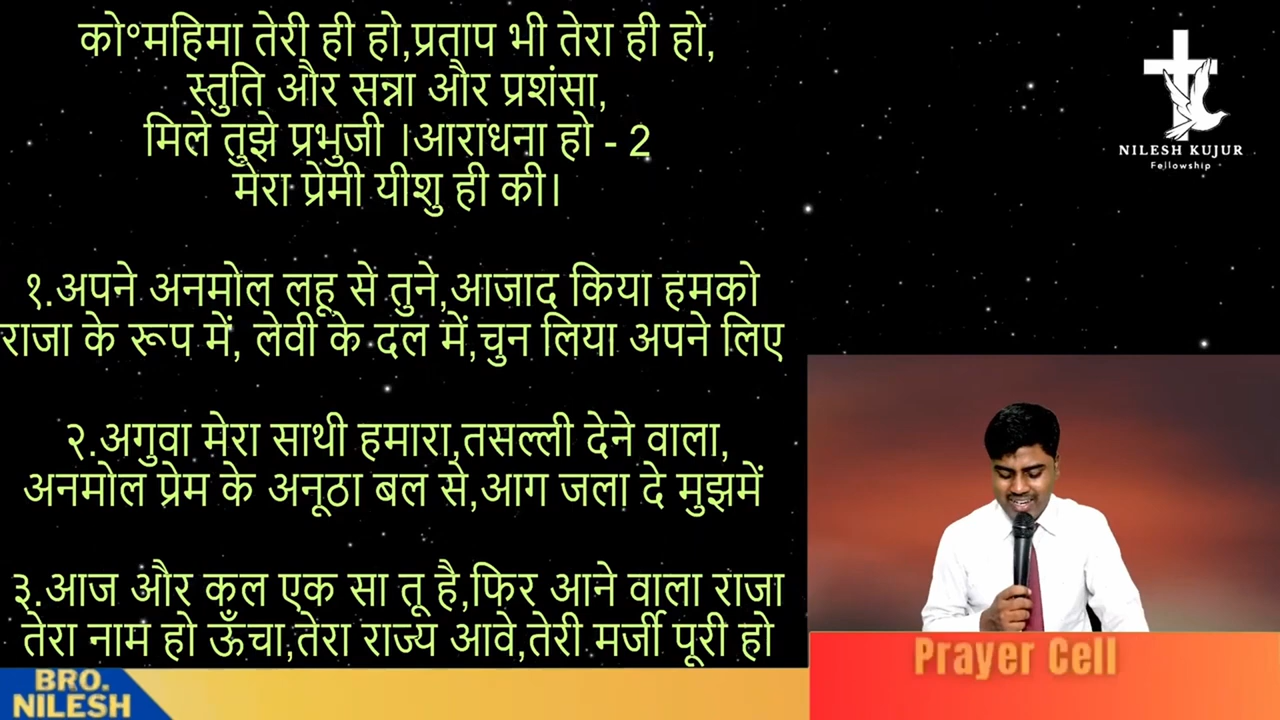 को°महिमा तेरी ही हो,प्रताप भी तेरा ही हो,
स्तुति और सन्ना और प्रशंसा,
मिले तुझे प्रभुजी ।आराधना हो - 2
मेरा प्रेमी यीशु ही की।
१.अपने अनमोल लहू से तुने,आजाद किया हमको
राजा के रूप में, लेवी के दल में,चुन लिया अपने लिए
२.अगुवा मेरा साथी हमारा,तसल्ली देने वाला,
अनमोल प्रेम के अनूठा बल से,आग जला दे मुझमें
३.आज और कल एक सा तू है,फिर आने वाला राजा
तेरा नाम हो ऊँचा,तेरा राज्य आवे,तेरी मर्जी पूरी हो
NILESH KUJUR
Fellowship
Prayer Cell
BRO.
NILESH